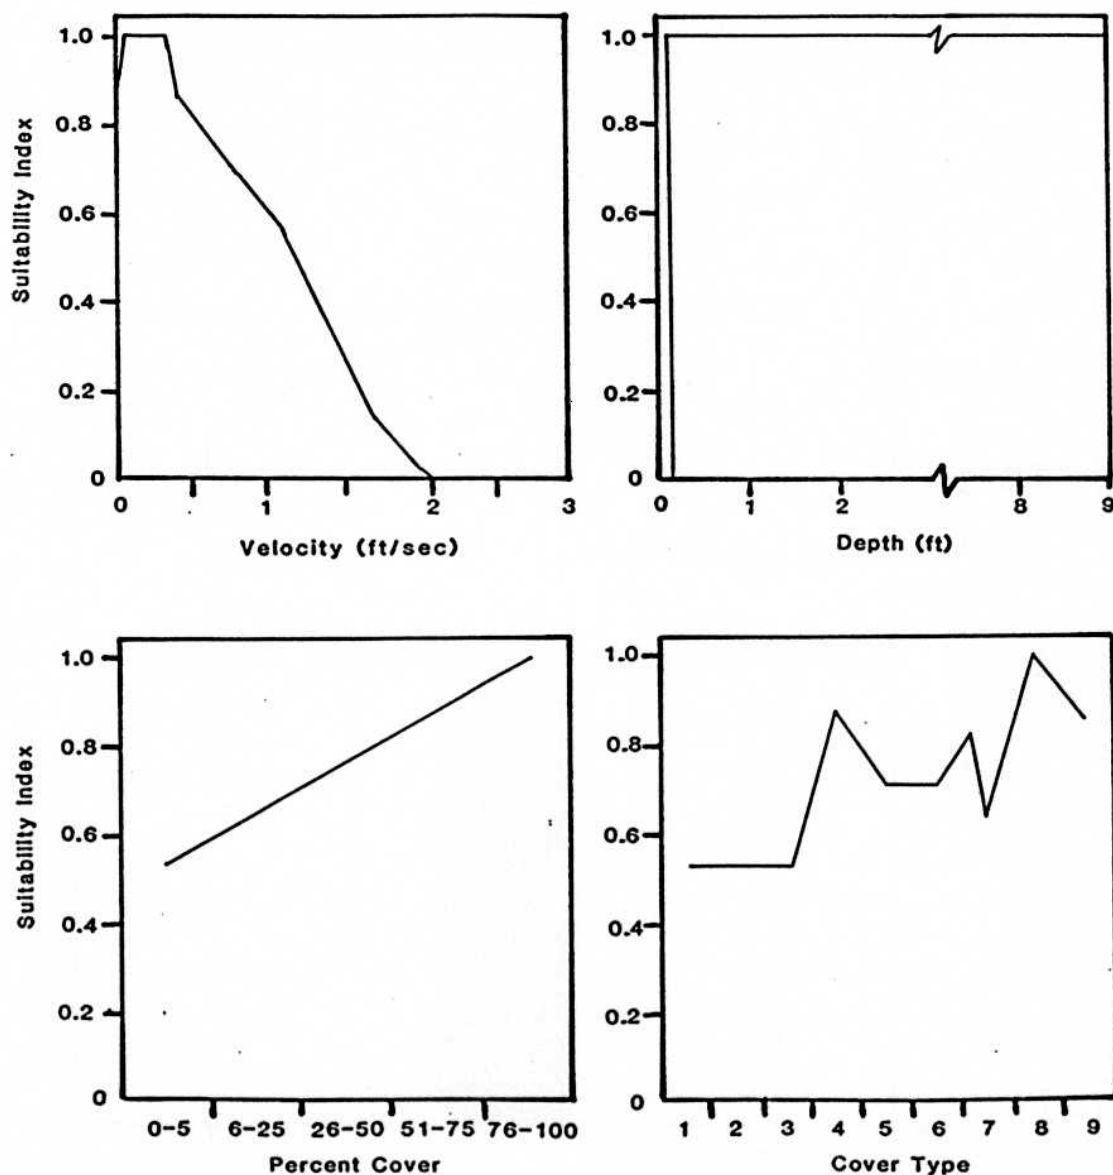 Suitability Index
1.0
0.8
0.6
0.4
0.2
0
0 1 2 3
Velocity (ft/sec)
1.0
0.8
0.6
0.4
0.2
0
0 1 2 8 9
Depth (ft)
Suitability Index
1.0
0.8
0.6
0.4
0.2
0
0-5 6-25 26-50 51-75 76-100
Percent Cover
1.0
0.8
0.6
0.4
0.2
0
1 2 3 4 5 6 7 8 9
Cover Type